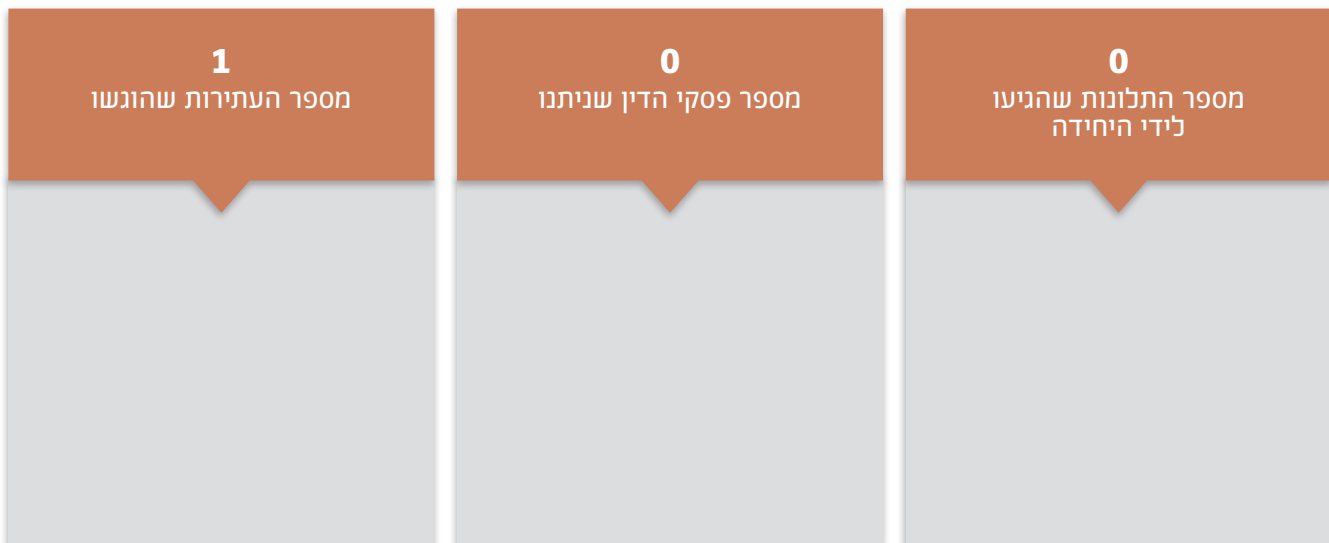 0
מספר התלונות שהגיעו
לידי היחידה
0
מספר פסקי הדין שניתנו
1
מספר העתירות שהוגשו